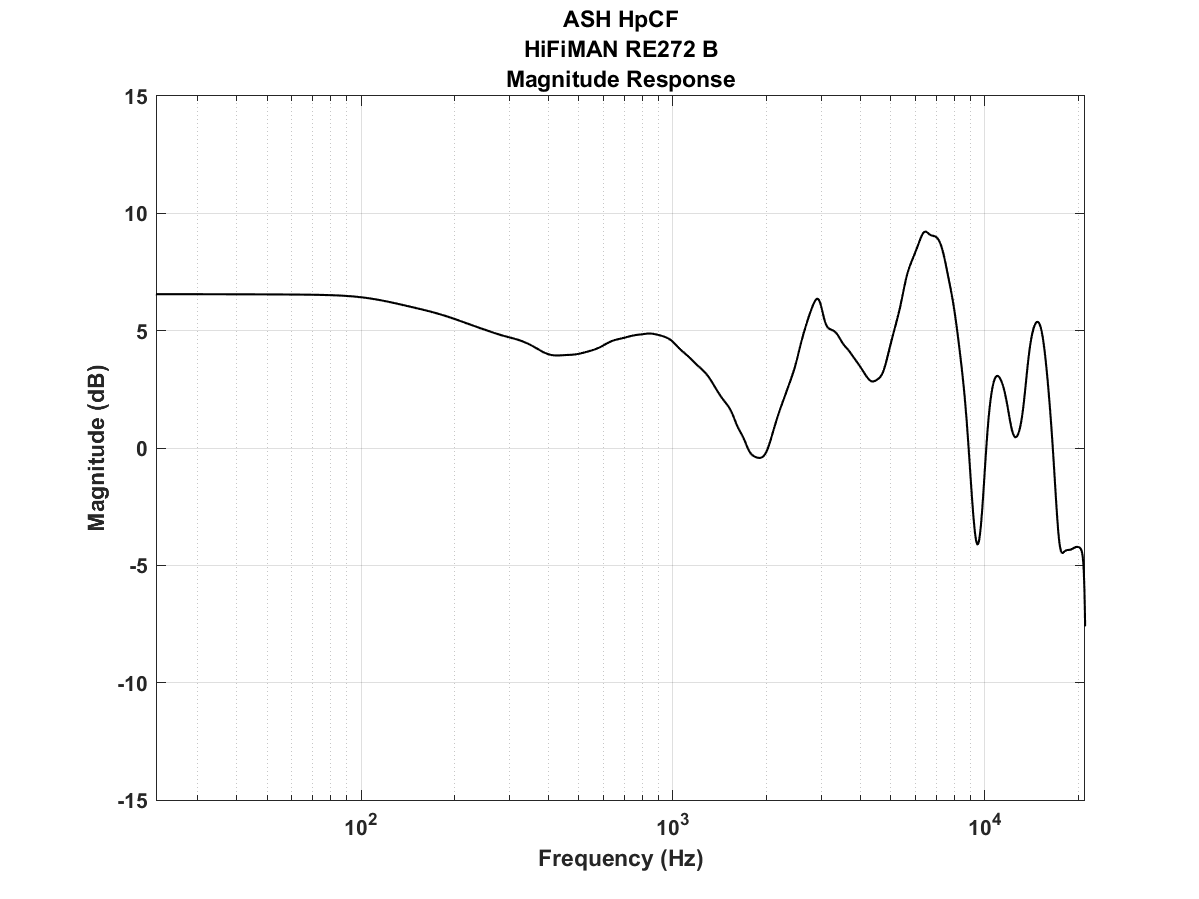 ASH HpCF
HiFiMAN RE272 B
Magnitude Response
15
10
5
0
-5
-10
-15
Magnitude (dB)
10² 10³ 10⁴
Frequency (Hz)